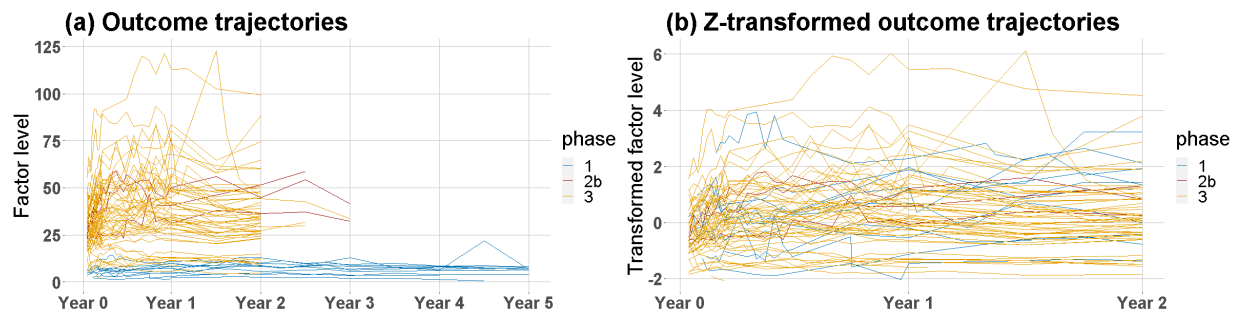 (a) Outcome trajectories
Factor level
125
100
75
50
25
0
Year 0 Year 1 Year 2 Year 3 Year 4 Year 5
phase
1
2b
3
(b) Z-transformed outcome trajectories
Transformed factor level
6
4
2
0
-2
Year 0 Year 1 Year 2
phase
1
2b
3